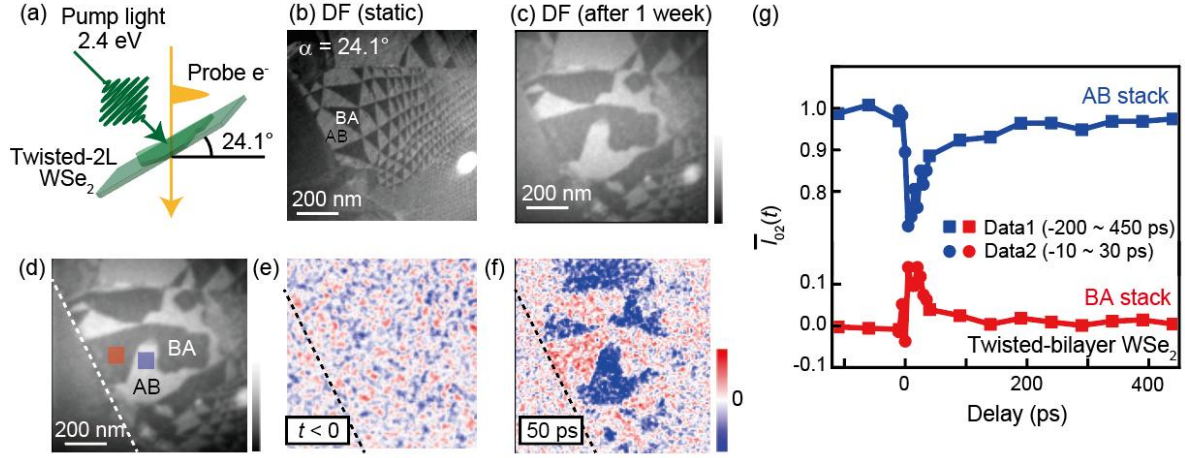 (a)
Pump light
2.4 eV
Probe e-
24.1°
Twisted-2L
WSe₂
(b) DF (static)
α = 24.1°
BA
AB
200 nm
(c) DF (after 1 week)
200 nm
(d)
BA
AB
200 nm
(e)
t < 0
(f)
50 ps
0
(g)
AB stack
1.0
0.9
0.8
0.1
0.0
-0.1
I̅₀₂(t)
Data1 (-200 ~ 450 ps)
Data2 (-10 ~ 30 ps)
BA stack
Twisted-bilayer WSe₂
0
200
400
Delay (ps)